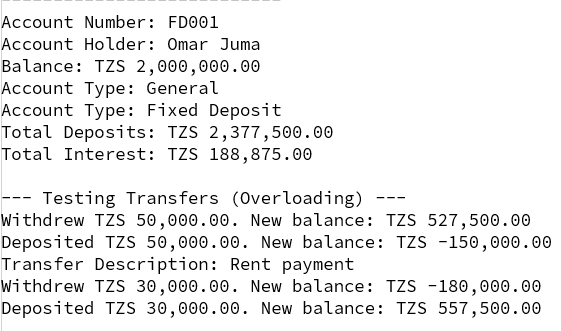 Account Number: FD001
Account Holder: Omar Juma
Balance: TZS 2,000,000.00
Account Type: General
Account Type: Fixed Deposit
Total Deposits: TZS 2,377,500.00
Total Interest: TZS 188,875.00
--- Testing Transfers (Overloading) ---
Withdrew TZS 50,000.00. New balance: TZS 527,500.00
Deposited TZS 50,000.00. New balance: TZS -150,000.00
Transfer Description: Rent payment
Withdrew TZS 30,000.00. New balance: TZS -180,000.00
Deposited TZS 30,000.00. New balance: TZS 557,500.00